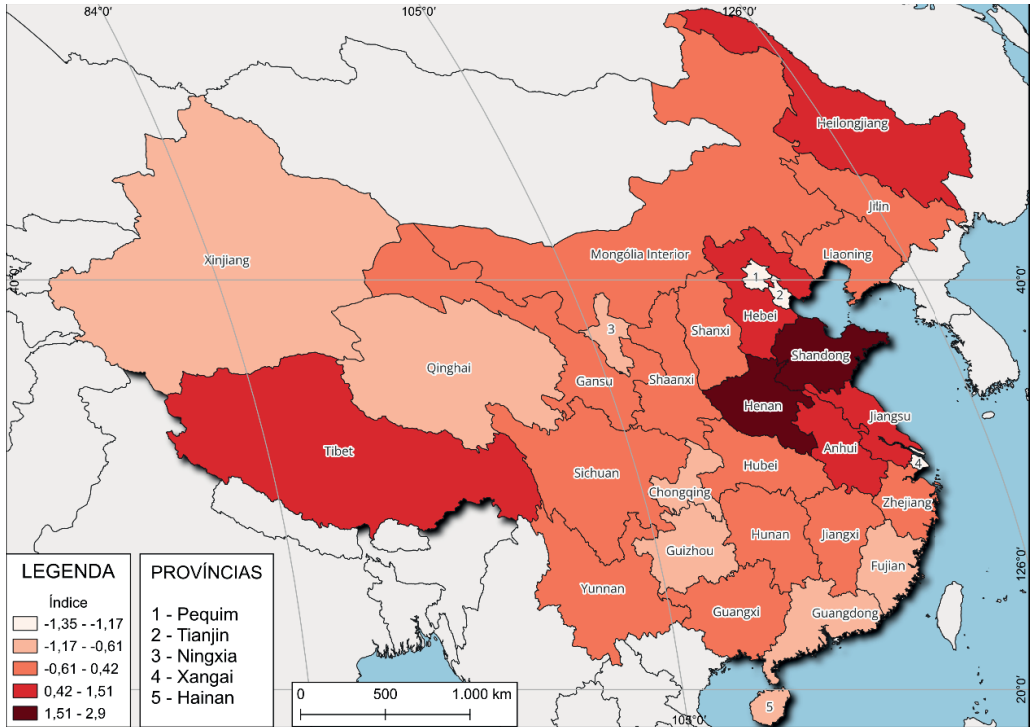 84°0'
105°0'
126°0'
Heilongjiang
Jilin
Mongólia Interior
Liaoning
Xinjiang
40°0'
40°0'
1
2
3
Hebei
Shanxi
Shandong
Qinghai
Gansu
Shaanxi
Henan
Jiangsu
Tibet
Anhui
Sichuan
Hubei
4
Chongqing
Zhejiang
Hunan
Jiangxi
Guizhou
Fujian
126°0'
Yunnan
Guangxi
Guangdong
5
20°0'
105°0'
LEGENDA
Índice
-1,35 - -1,17
-1,17 - -0,61
-0,61 - 0,42
0,42 - 1,51
1,51 - 2,9
PROVÍNCIAS
1 - Pequim
2 - Tianjin
3 - Ningxia
4 - Xangai
5 - Hainan
0 500 1.000 km